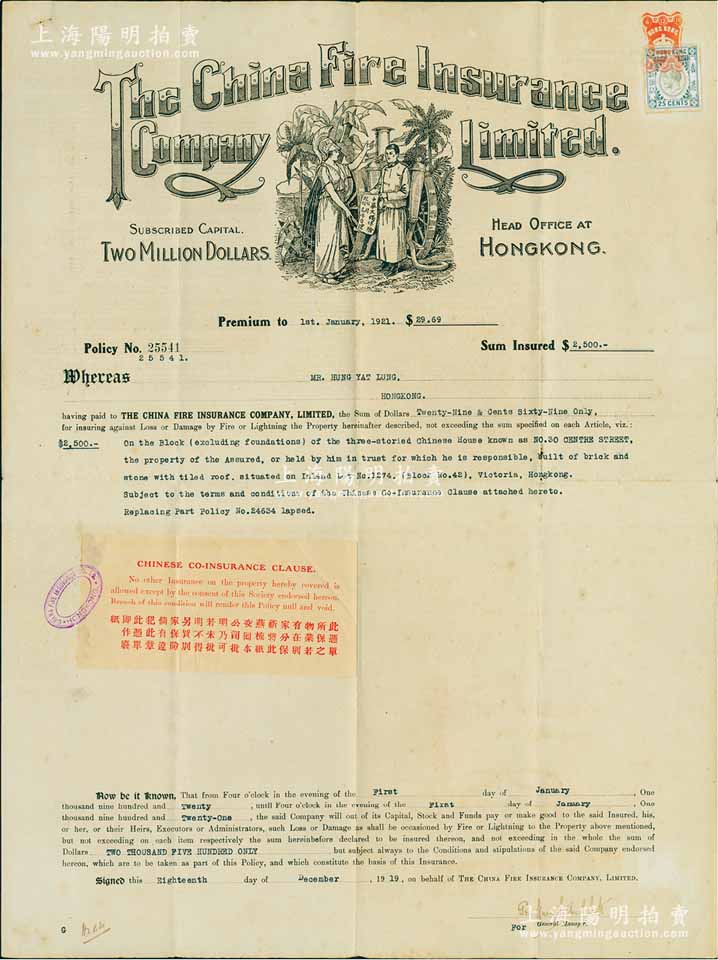 上海陽明拍賣
www.yangmingauction.com
HONG KONG
HONG KONG
25 CENTS
The China Fire Insurance
Company Limited.
SUBSCRIBED CAPITAL.
TWO MILLION DOLLARS.
HEAD OFFICE AT
HONGKONG.
Premium to 1st. January, 1921. $ 29.69
Policy No. 25541
25541.
Sum Insured $ 2,500.-
Whereas MR. HUNG YAT LUNG,
HONGKONG.
having paid to THE CHINA FIRE INSURANCE COMPANY, LIMITED, the Sum of Dollars Twenty-Nine & Cents Sixty-Nine Only,
for insuring against Loss or Damage by Fire or Lightning the Property hereinafter described, not exceeding the sum specified on each Article, viz.:
$2,500.- On the Block (excluding foundations) of the three-storied Chinese House known as NO.30 CENTRE STREET,
the property of the Assured, or held by him in trust for which he is responsible, built of brick and
stone with tiled roof. situated on Inland Lot No.1274. (Block No.42), Victoria, Hongkong.
Subject to the terms and conditions of the Chinese Co-Insurance Clause attached hereto.
Replacing Part Policy No.24634 lapsed.
上海陽明拍賣
www.yangmingauction.com
CHINESE CO-INSURANCE CLAUSE.
No other Insurance on the property hereby covered is
allowed except by the consent of this Society endorsed hereon.
Breach of this condition will render this Policy null and void.
Now be it known, That from Four o'clock in the evening of the First day of January, One
thousand nine hundred and Twenty, until Four o'clock in the evening of the First day of January, One
thousand nine hundred and Twenty-One, the said Company will out of its Capital, Stock and Funds pay or make good to the said Insured, his,
or her, or their Heirs, Executors or Administrators, such Loss or Damage as shall be occasioned by Fire or Lightning to the Property above mentioned,
but not exceeding on each item respectively the sum hereinbefore declared to be insured thereon, and not exceeding in the whole the sum of
Dollars TWO THOUSAND FIVE HUNDRED ONLY but subject always to the Conditions and stipulations of the said Company endorsed
hereon, which are to be taken as part of this Policy, and which constitute the basis of this Insurance.
Signed this Eighteenth day of December, 1919, on behalf of THE CHINA FIRE INSURANCE COMPANY, LIMITED.
For General Manager.
G
上海陽明拍賣
www.yangmingauction.com